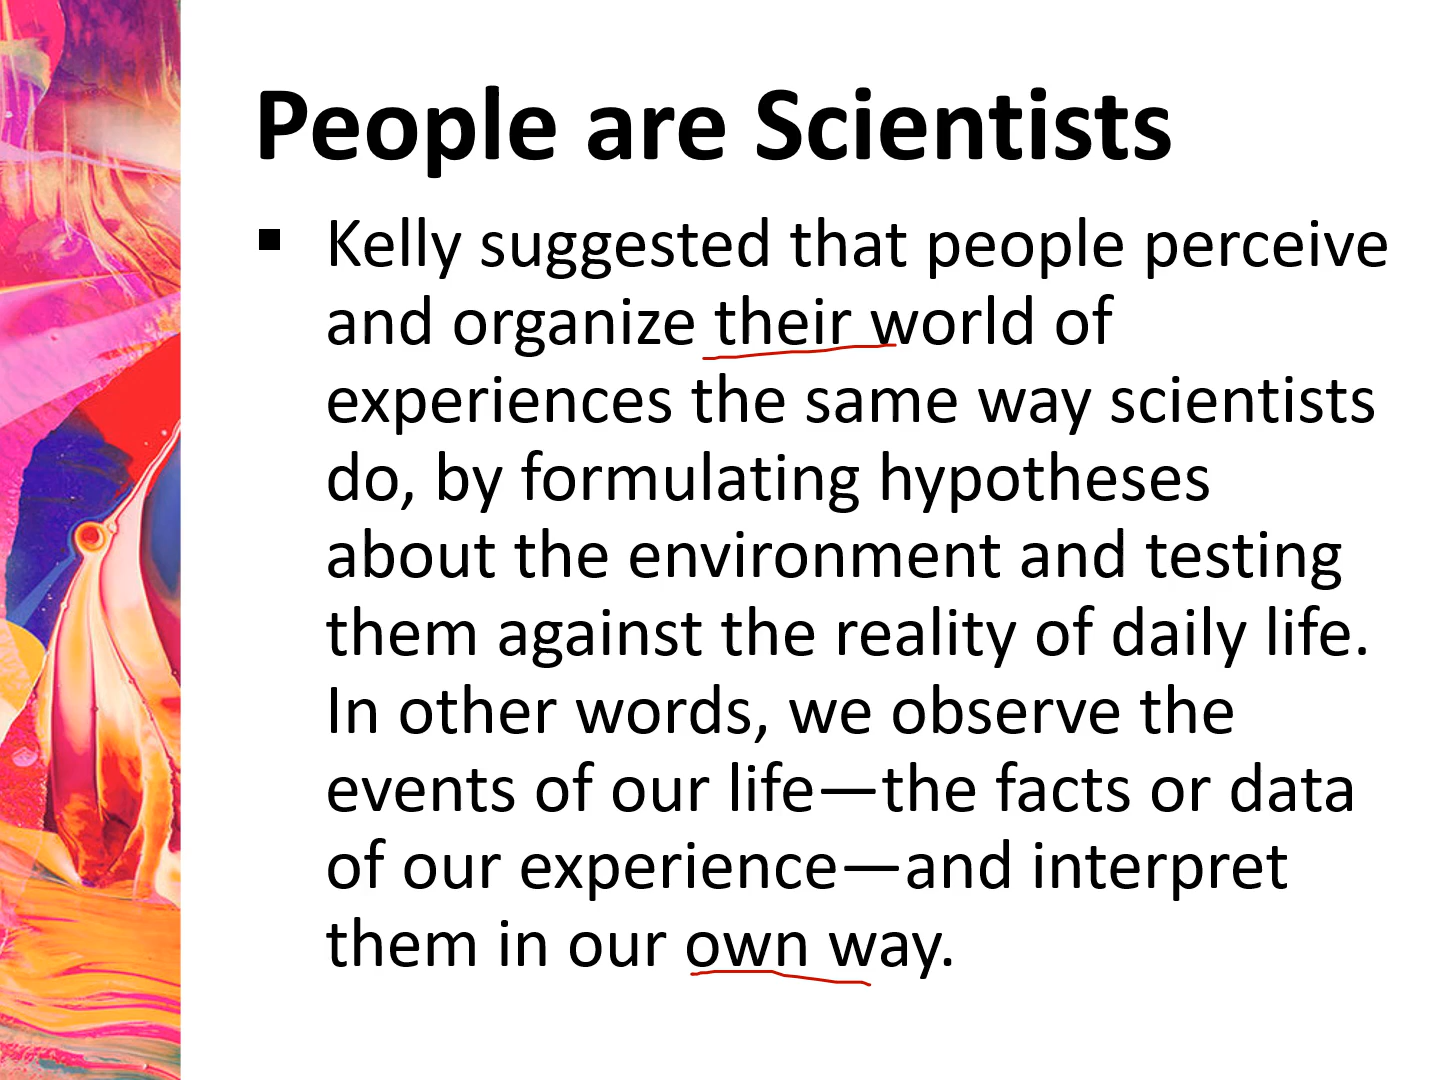 People are Scientists
▪ Kelly suggested that people perceive
and organize their world of
experiences the same way scientists
do, by formulating hypotheses
about the environment and testing
them against the reality of daily life.
In other words, we observe the
events of our life—the facts or data
of our experience—and interpret
them in our own way.